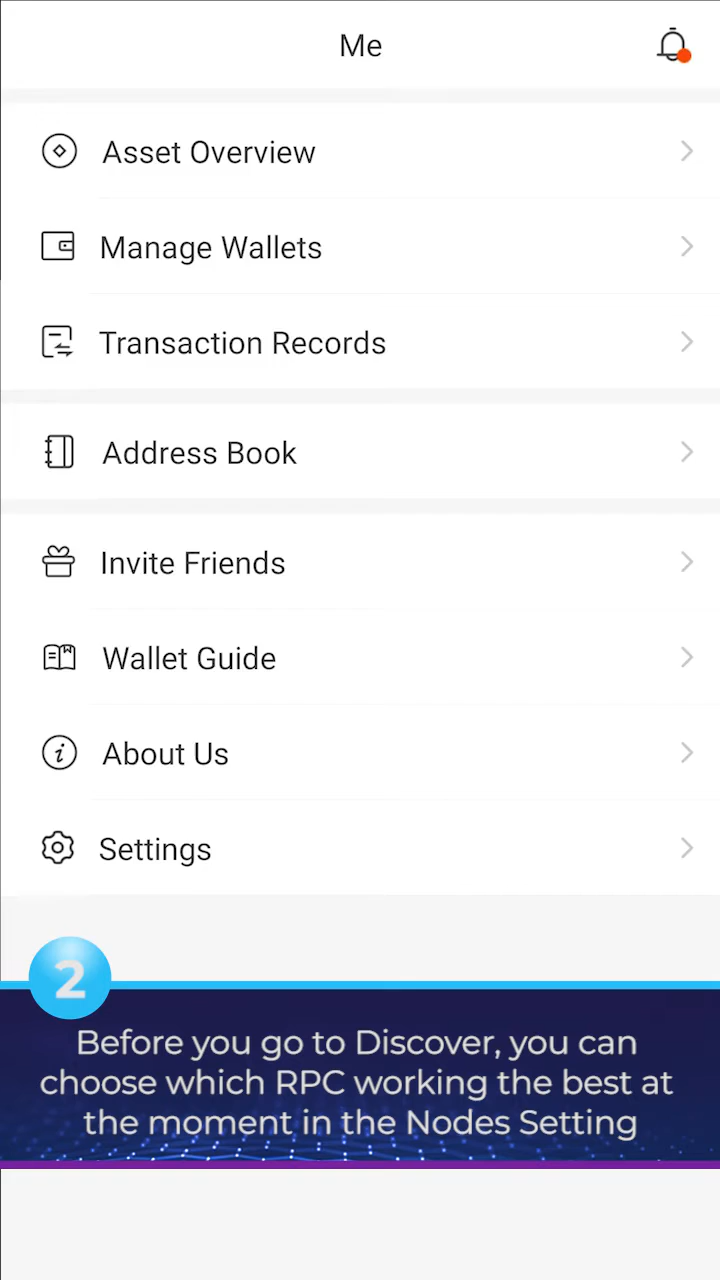 Me
Asset Overview
Manage Wallets
Transaction Records
Address Book
Invite Friends
Wallet Guide
About Us
Settings
2
Before you go to Discover, you can
choose which RPC working the best at
the moment in the Nodes Setting